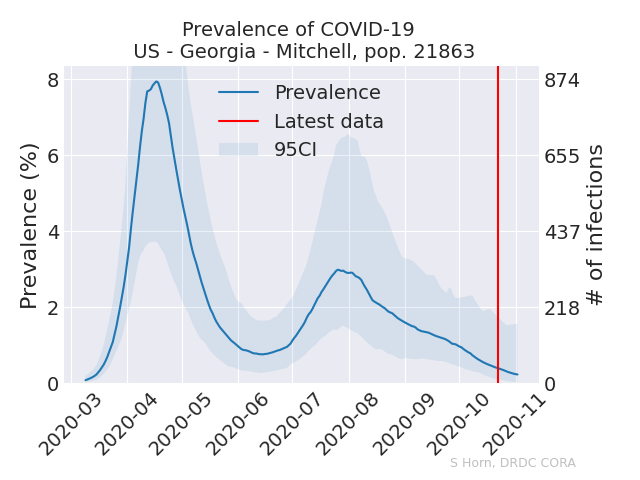 Prevalence of COVID-19
US - Georgia - Mitchell, pop. 21863
Prevalence (%)
8
6
4
2
0
Prevalence
Latest data
95CI
874
655
437
218
0
# of infections
2020-03
2020-04
2020-05
2020-06
2020-07
2020-08
2020-09
2020-10
2020-11
S Horn, DRDC CORA